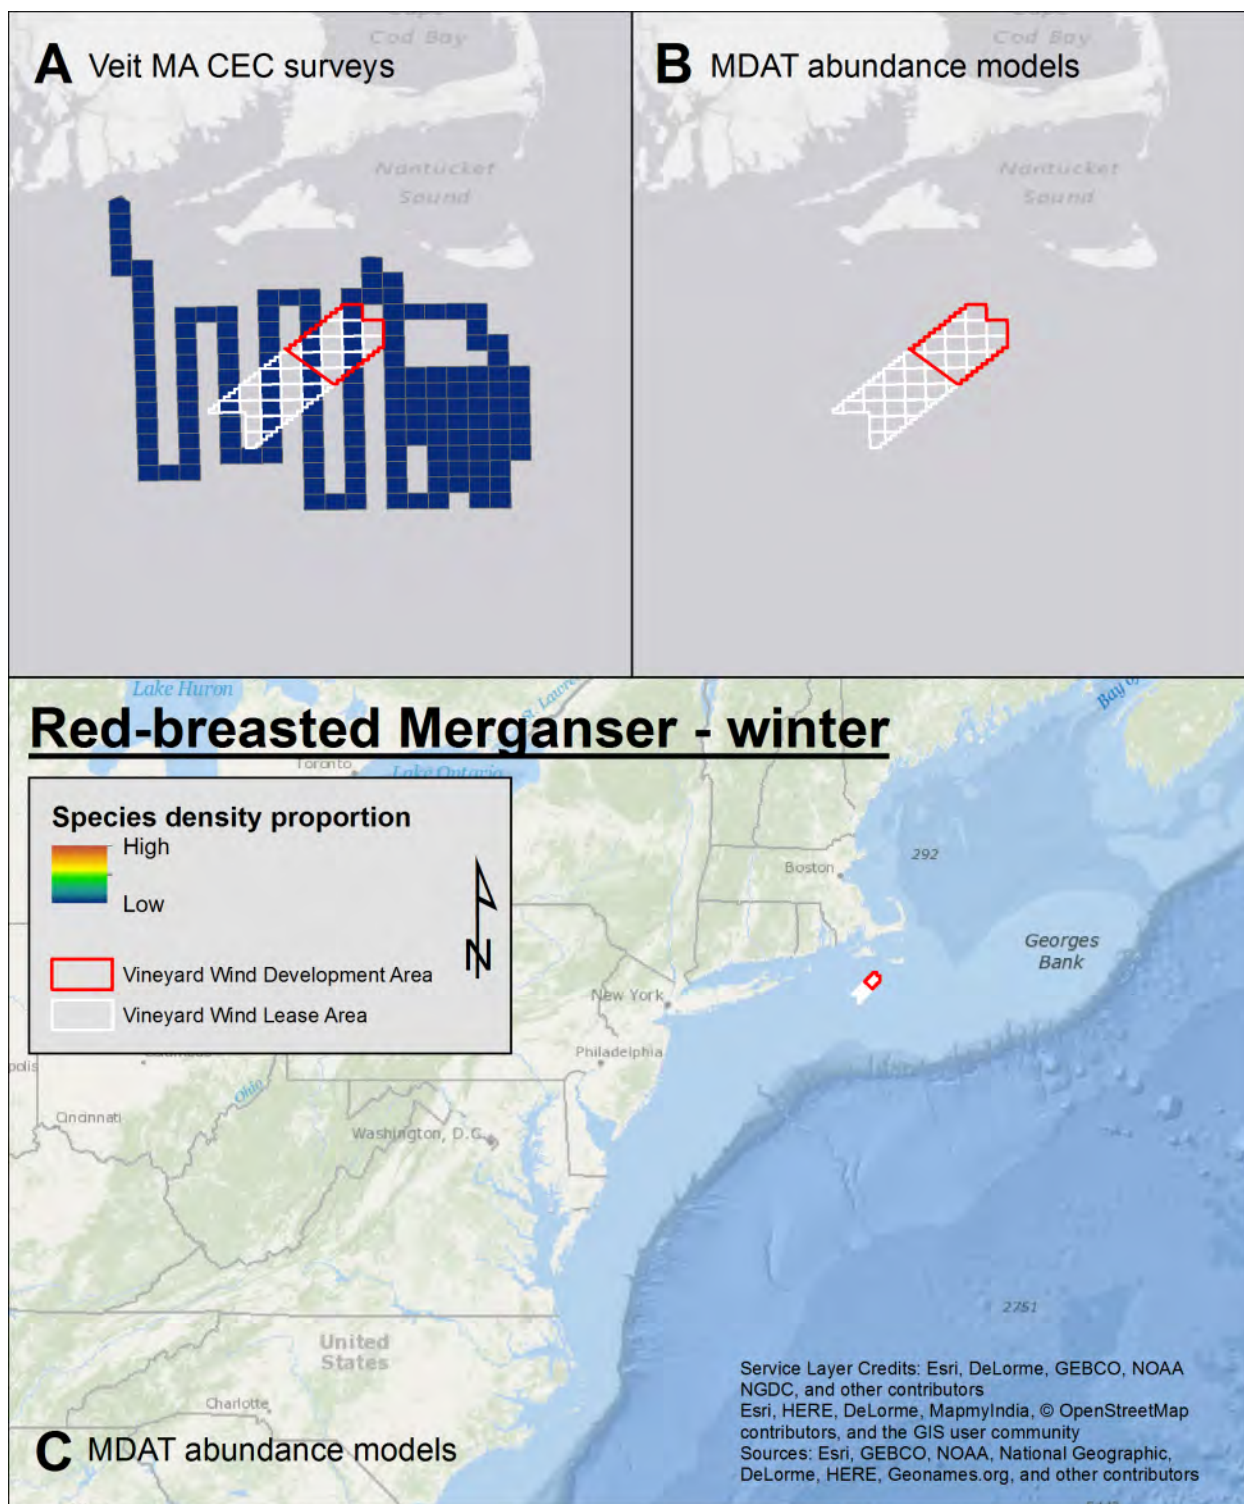 Cod Bay
Cod Bay
A Veit MA CEC surveys
B MDAT abundance models
Nantucket
Sound
Nantucket
Sound
Lake Huron
Bay of
Red-breasted Merganser - winter
Toronto
Lake Ontario
Species density proportion
High
Low
Boston
292
Georges
Bank
Vineyard Wind Development Area
Vineyard Wind Lease Area
N
New York
Philadelphia
Ohio
Cincinnati
Washington, D.C.
2751
United
States
Charlotte
Service Layer Credits: Esri, DeLorme, GEBCO, NOAA
NGDC, and other contributors
Esri, HERE, DeLorme, MapmyIndia, © OpenStreetMap
contributors, and the GIS user community
Sources: Esri, GEBCO, NOAA, National Geographic,
DeLorme, HERE, Geonames.org, and other contributors
C MDAT abundance models